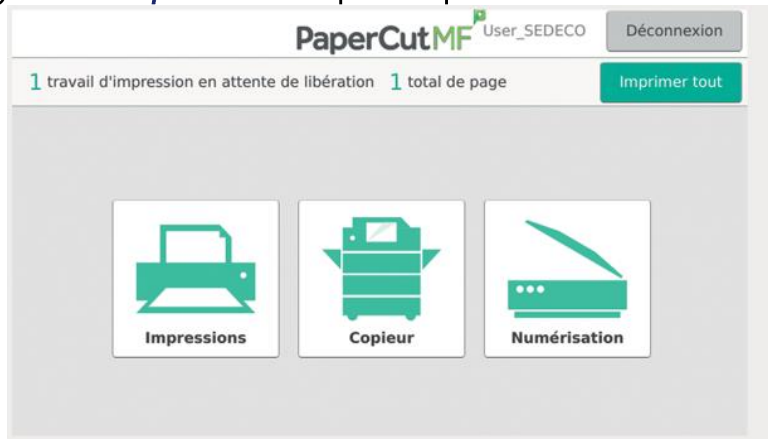 PaperCutMF
User_SEDECO
Déconnexion
1 travail d'impression en attente de libération 1 total de page
Imprimer tout
Impressions
Copieur
Numérisation